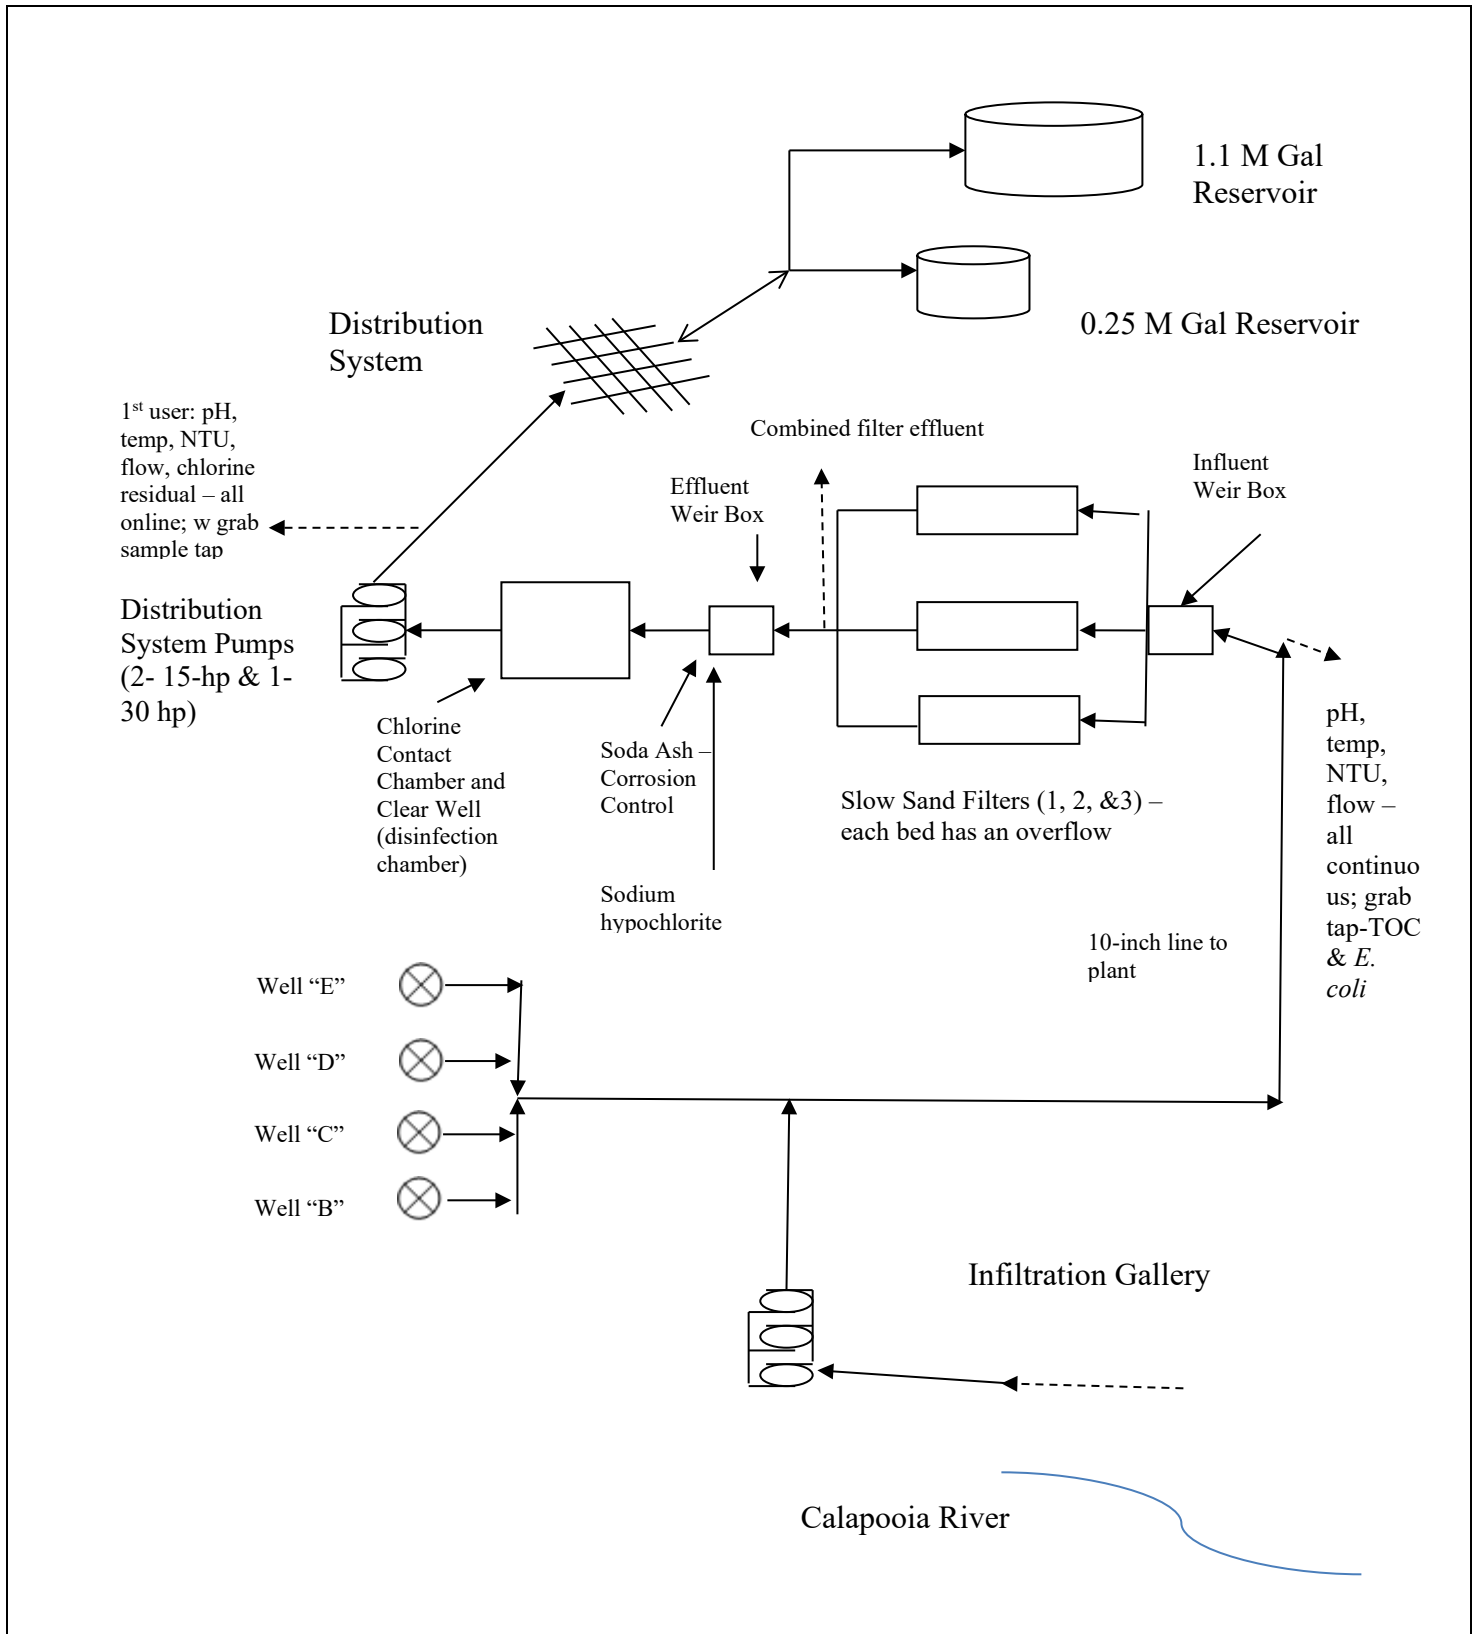 1.1 M Gal
Reservoir
0.25 M Gal Reservoir
Distribution
System
1st user: pH,
temp, NTU,
flow, chlorine
residual – all
online; w grab
sample tap
Combined filter effluent
Effluent
Weir Box
Influent
Weir Box
Distribution
System Pumps
(2- 15-hp & 1-
30 hp)
Chlorine
Contact
Chamber and
Clear Well
(disinfection
chamber)
Soda Ash –
Corrosion
Control
Sodium
hypochlorite
Slow Sand Filters (1, 2, &3) –
each bed has an overflow
pH,
temp,
NTU,
flow –
all
continuo
us; grab
tap-TOC
& E.
coli
10-inch line to
plant
Well “E”
Well “D”
Well “C”
Well “B”
Infiltration Gallery
Calapooia River